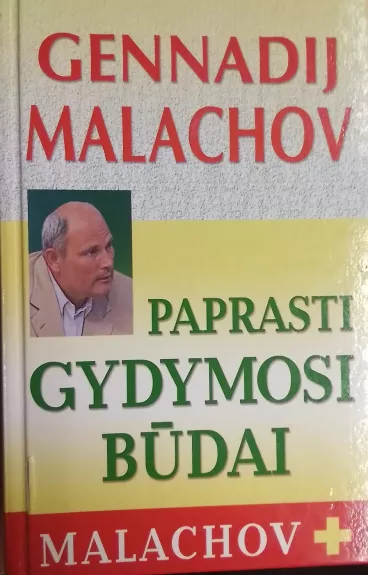 GENNADIJ
MALACHOV
PAPRASTI
GYDYMOSI
BŪDAI
MALACHOV +